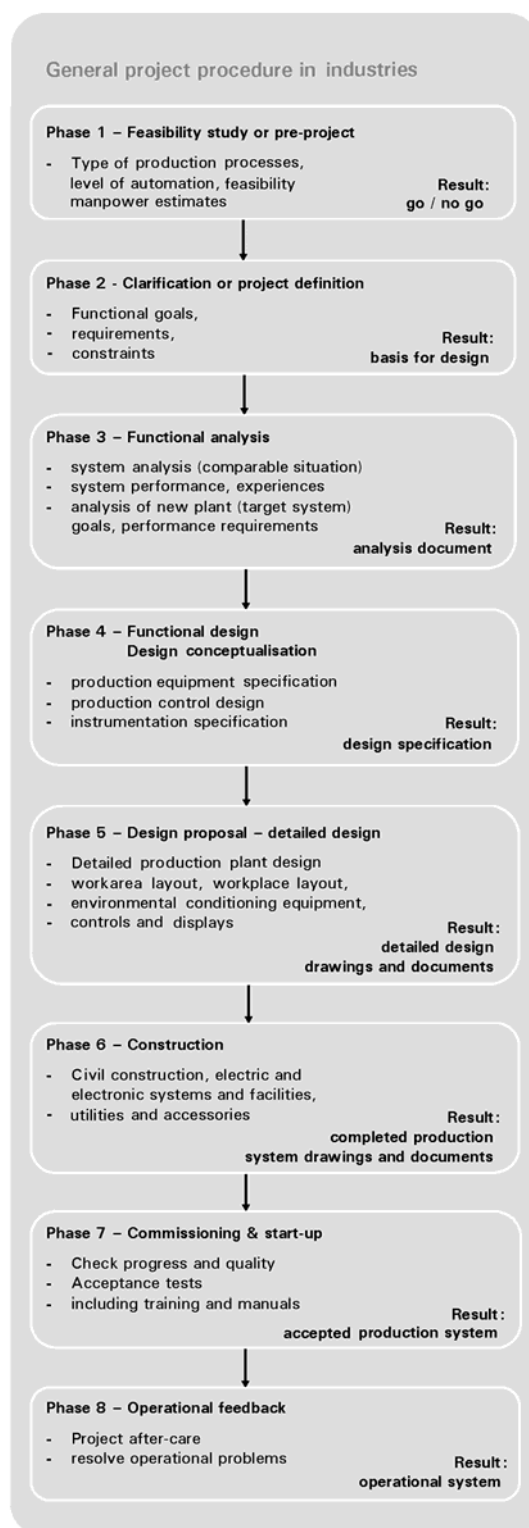 General project procedure in industries
Phase 1 – Feasibility study or pre-project
- Type of production processes,
level of automation, feasibility
manpower estimates
Result:
go / no go
Phase 2 - Clarification or project definition
- Functional goals,
- requirements,
- constraints
Result:
basis for design
Phase 3 – Functional analysis
- system analysis (comparable situation)
- system performance, experiences
- analysis of new plant (target system)
goals, performance requirements
Result:
analysis document
Phase 4 – Functional design
Design conceptualisation
- production equipment specification
- production control design
- instrumentation specification
Result:
design specification
Phase 5 – Design proposal – detailed design
- Detailed production plant design
- workarea layout, workplace layout,
- environmental conditioning equipment,
- controls and displays
Result:
detailed design
drawings and documents
Phase 6 – Construction
- Civil construction, electric and
electronic systems and facilities,
- utilities and accessories
Result:
completed production
system drawings and documents
Phase 7 – Commissioning & start-up
- Check progress and quality
- Acceptance tests
- including training and manuals
Result:
accepted production system
Phase 8 – Operational feedback
- Project after-care
- resolve operational problems
Result:
operational system